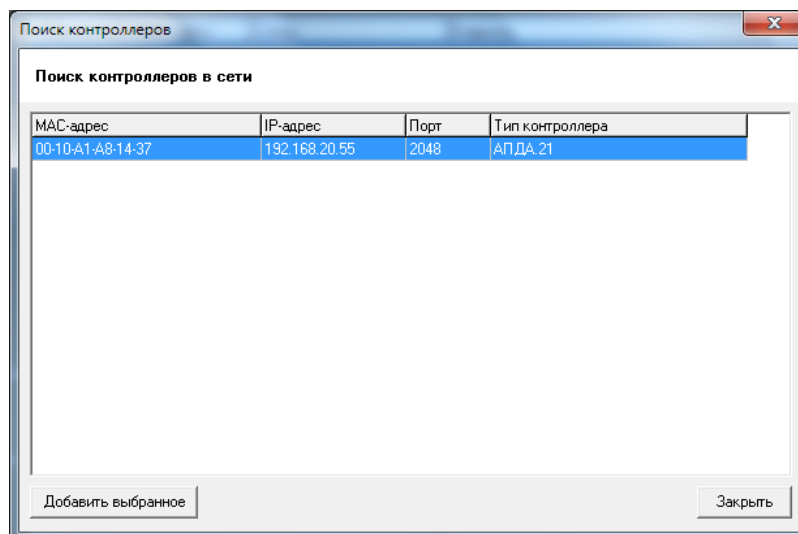 Поиск контроллеров
Поиск контроллеров в сети
MAC-адрес IP-адрес Порт Тип контроллера
00-10-A1-A8-14-37 192.168.20.55 2048 АПДА.21
Добавить выбранное Закрыть